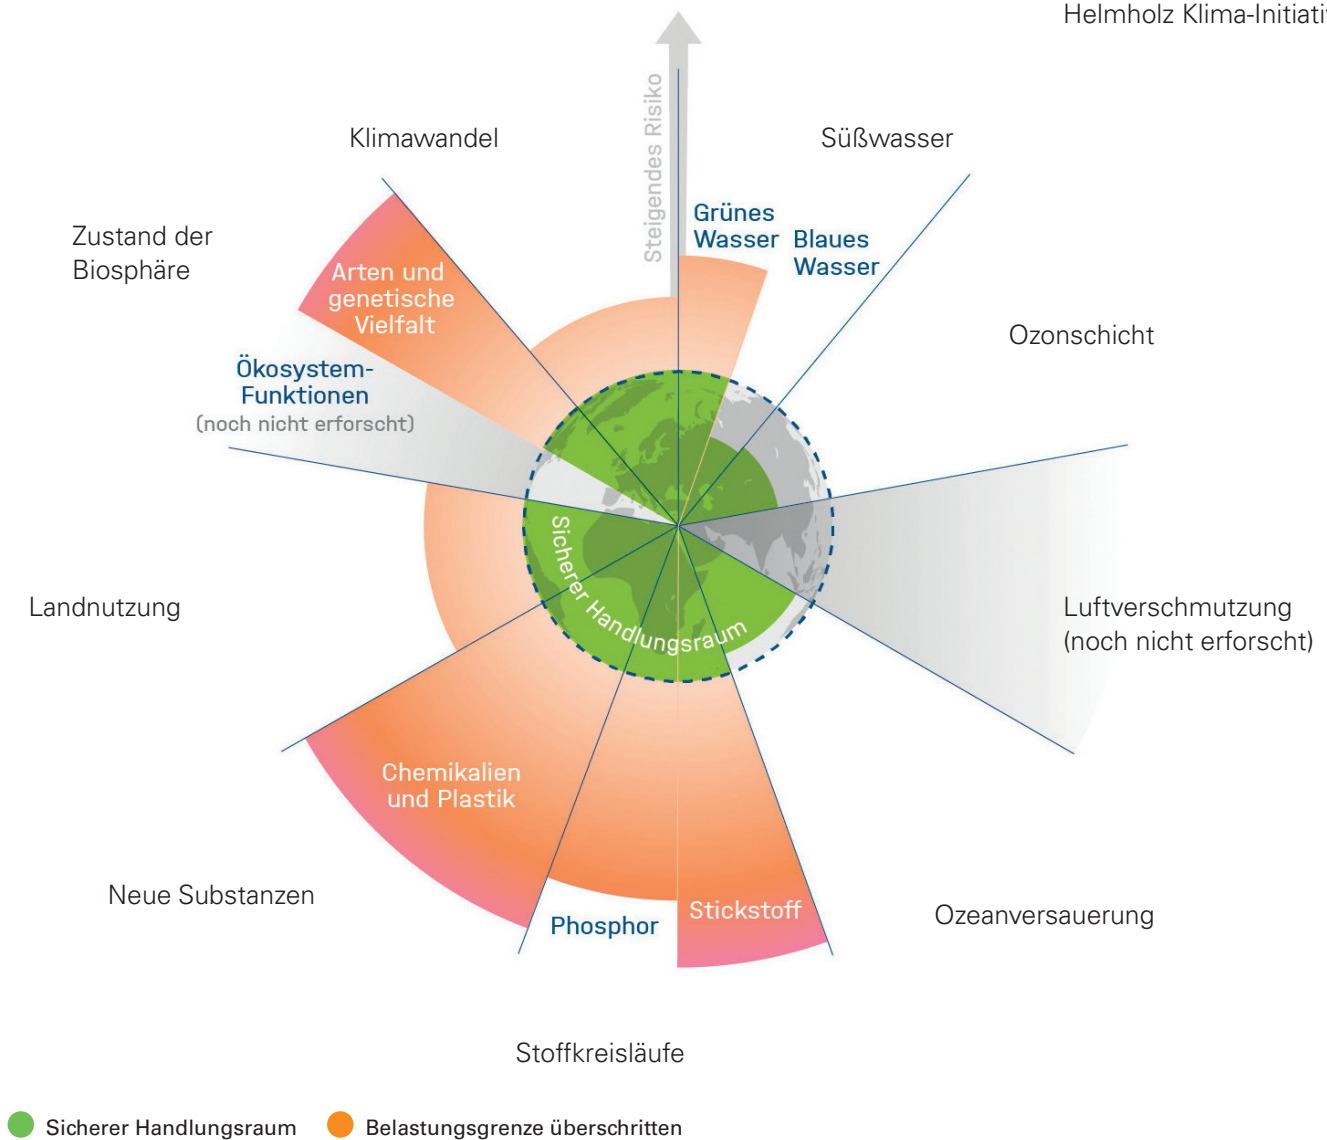 Helmholz Klima-Initiativ
Steigendes Risiko
Klimawandel
Süßwasser
Grünes
Wasser
Blaues
Wasser
Zustand der
Biosphäre
Arten und
genetische
Vielfalt
Ökosystem-
Funktionen
(noch nicht erforscht)
Ozonschicht
Sicherer Handlungsraum
Landnutzung
Luftverschmutzung
(noch nicht erforscht)
Chemikalien
und Plastik
Neue Substanzen
Phosphor
Stickstoff
Ozeanversauerung
Stoffkreisläufe
Sicherer Handlungsraum
Belastungsgrenze überschritten